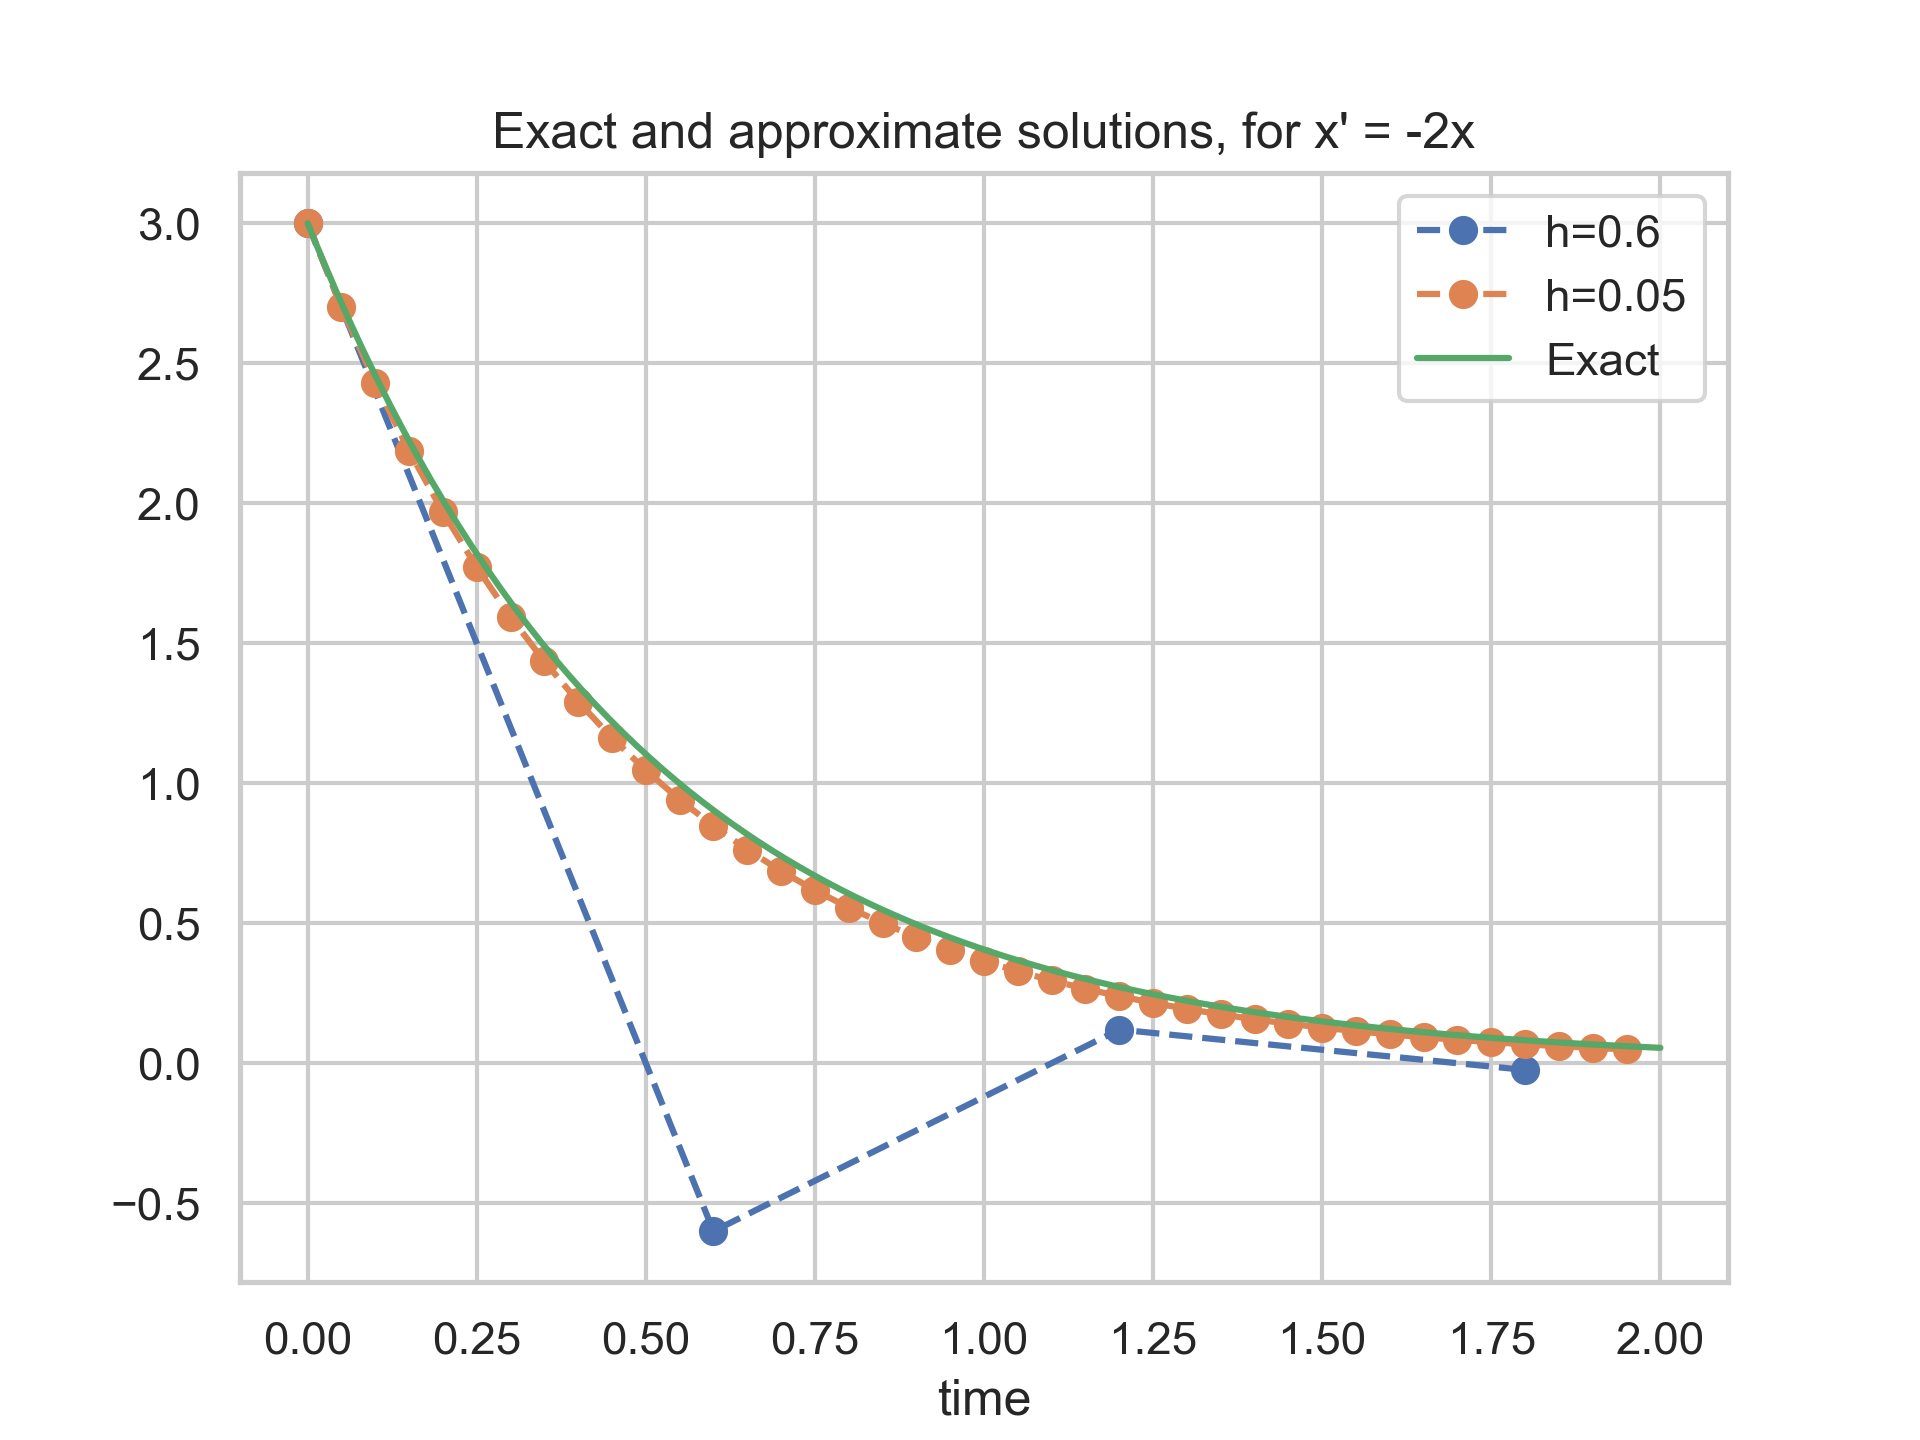 Exact and approximate solutions, for x' = -2x
h=0.6
h=0.05
Exact
3.0
2.5
2.0
1.5
1.0
0.5
0.0
−0.5
0.00 0.25 0.50 0.75 1.00 1.25 1.50 1.75 2.00
time